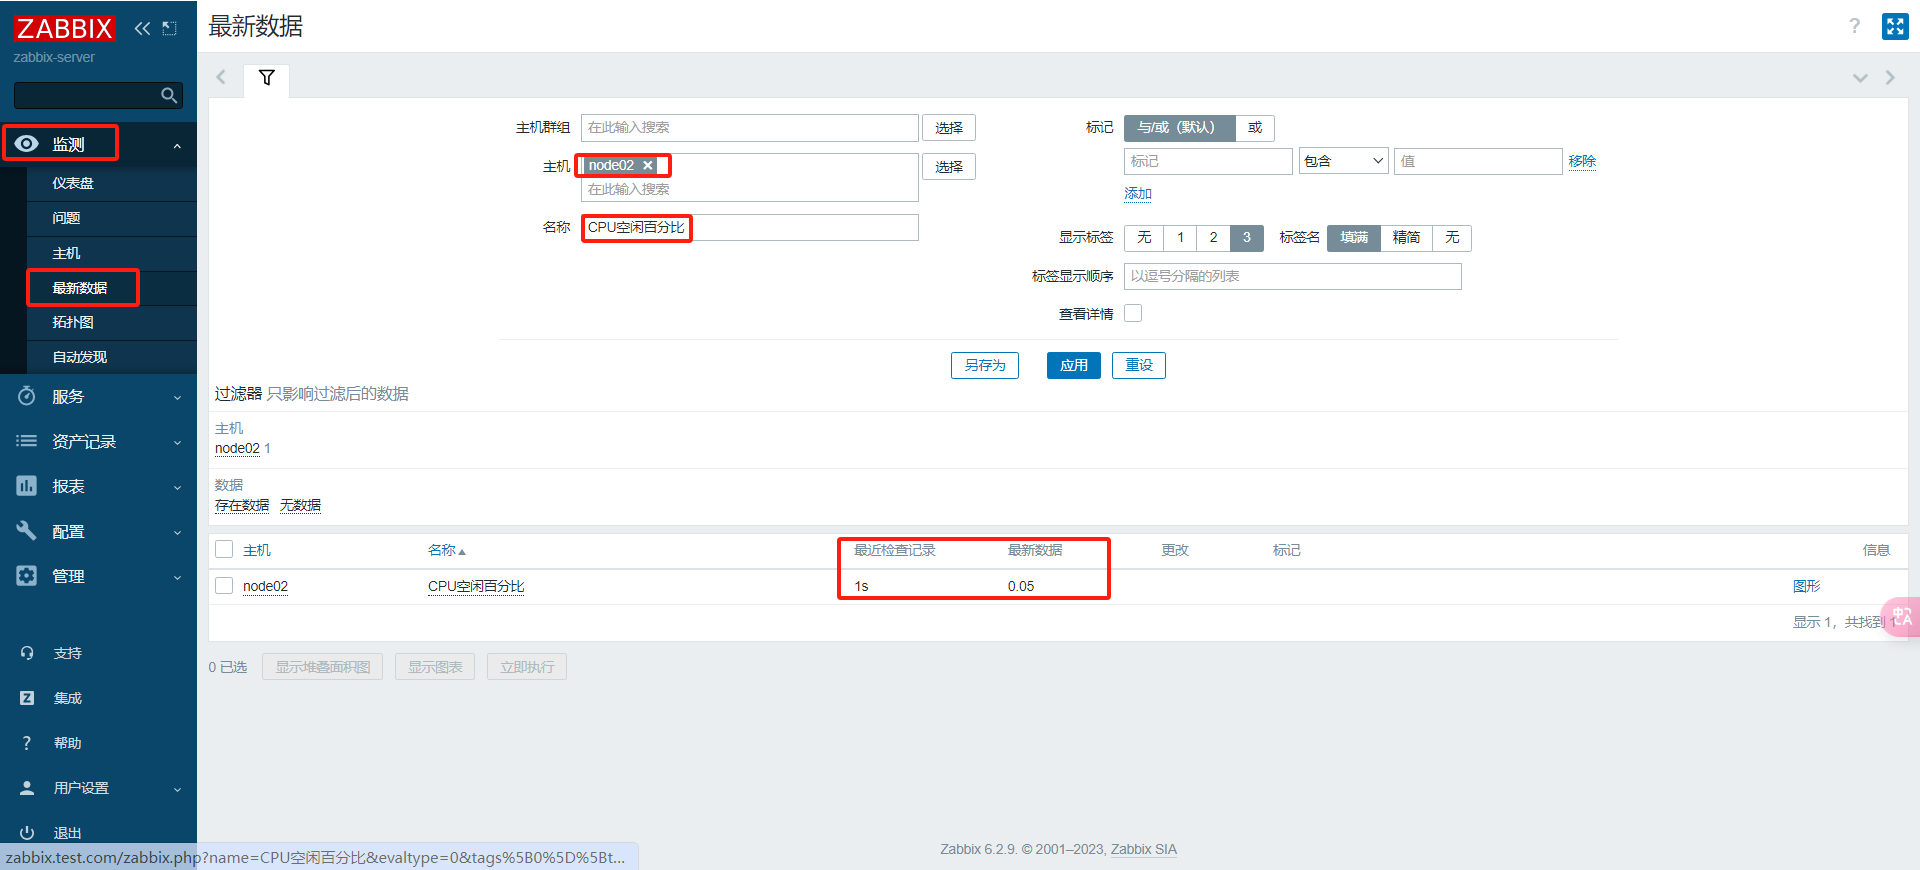 ZABBIX
zabbix-server
监测
仪表盘
问题
主机
最新数据
拓扑图
自动发现
服务
资产记录
报表
配置
管理
支持
Z 集成
? 帮助
用户设置
退出
最新数据
?
主机群组 在此输入搜索 选择
主机 node02 选择
在此输入搜索
名称 CPU空闲百分比
标记 与/或（默认） 或
标记 包含 值 移除
添加
显示标签 无 1 2 3 标签名 填满 精简 无
标签显示顺序 以逗号分隔的列表
查看详情
另存为 应用 重设
过滤器 只影响过滤后的数据
主机
node02 1
数据
存在数据 无数据
主机 名称 最近检查记录 最新数据 更改 标记 信息
node02 CPU空闲百分比 1s 0.05 图形
显示 1，共找到 1
中 A
0 已选 显示堆叠面积图 显示图表 立即执行
Zabbix 6.2.9. © 2001–2023, Zabbix SIA
zabbix.test.com/zabbix.php?name=CPU空闲百分比&evaltype=0&tags%5B0%5D%5Bt...